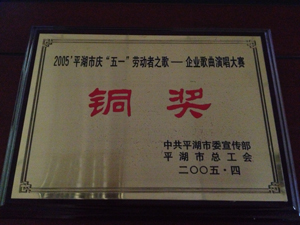 2005'平湖市庆“五一”劳动者之歌——企业歌曲演唱大赛
铜奖
中共平湖市委宣传部
平湖市总工会
二〇〇五·四